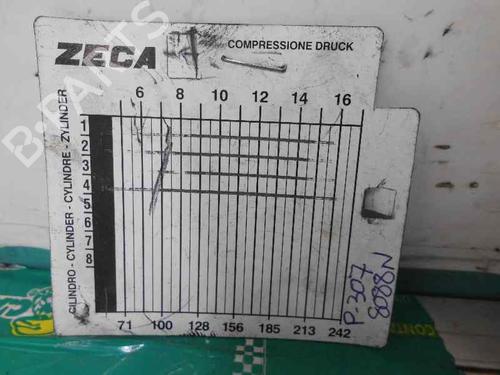 ZECA
COMPRESSIONE DRUCK
6 8 10 12 14 16
CILINDRO - CYLINDER - CYLINDRE - ZYLINDER
1
2
3
4
5
6
7
8
71 100 128 156 185 213 242
P-307
8088N
B-PARTS